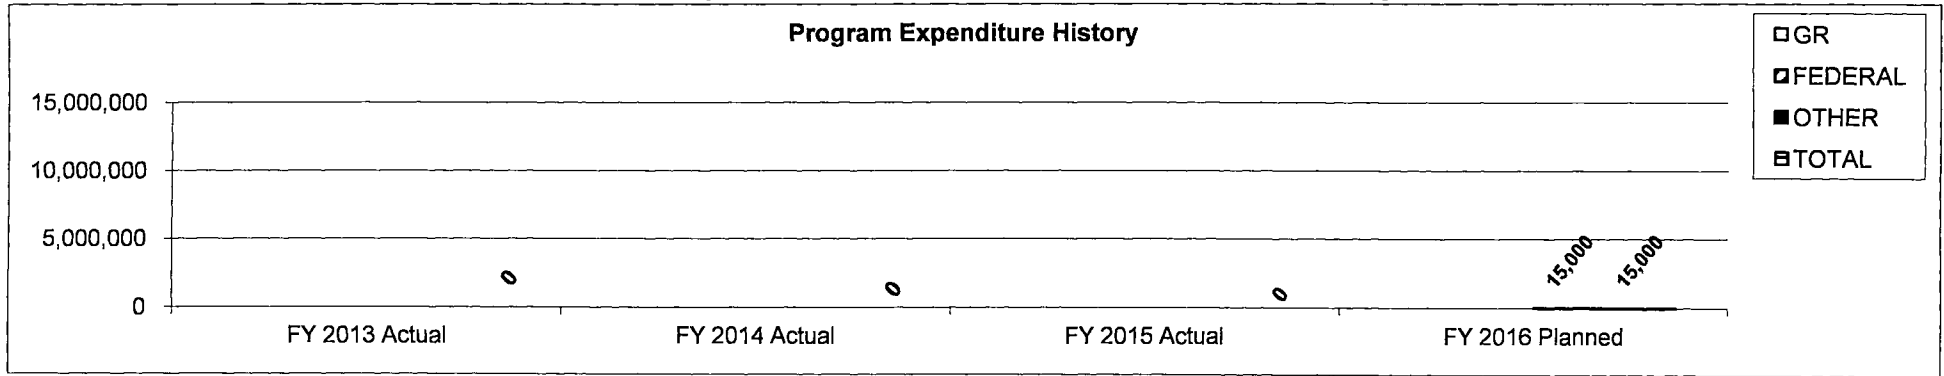 Program Expenditure History
GR
FEDERAL
OTHER
TOTAL
15,000,000
10,000,000
5,000,000
0
0
0
0
15,000
15,000
FY 2013 Actual
FY 2014 Actual
FY 2015 Actual
FY 2016 Planned